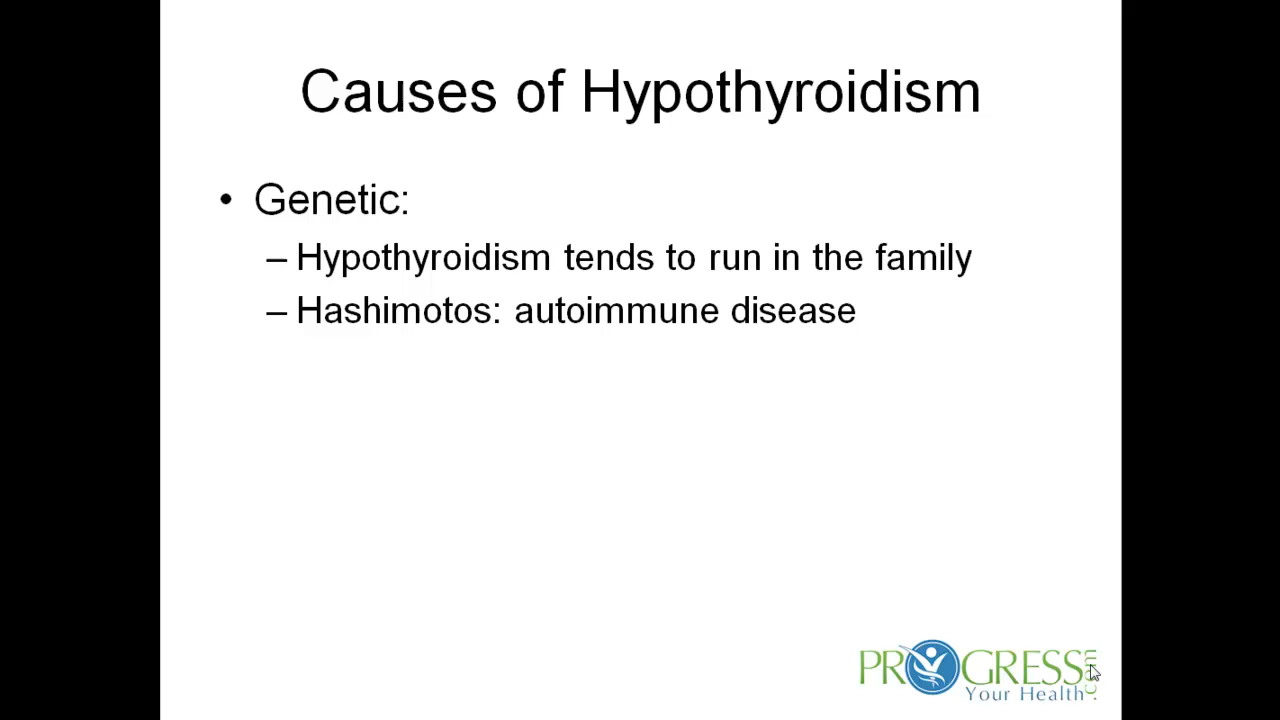 Causes of Hypothyroidism
• Genetic:
– Hypothyroidism tends to run in the family
– Hashimotos: autoimmune disease
PROGRESS
Your Health
.com